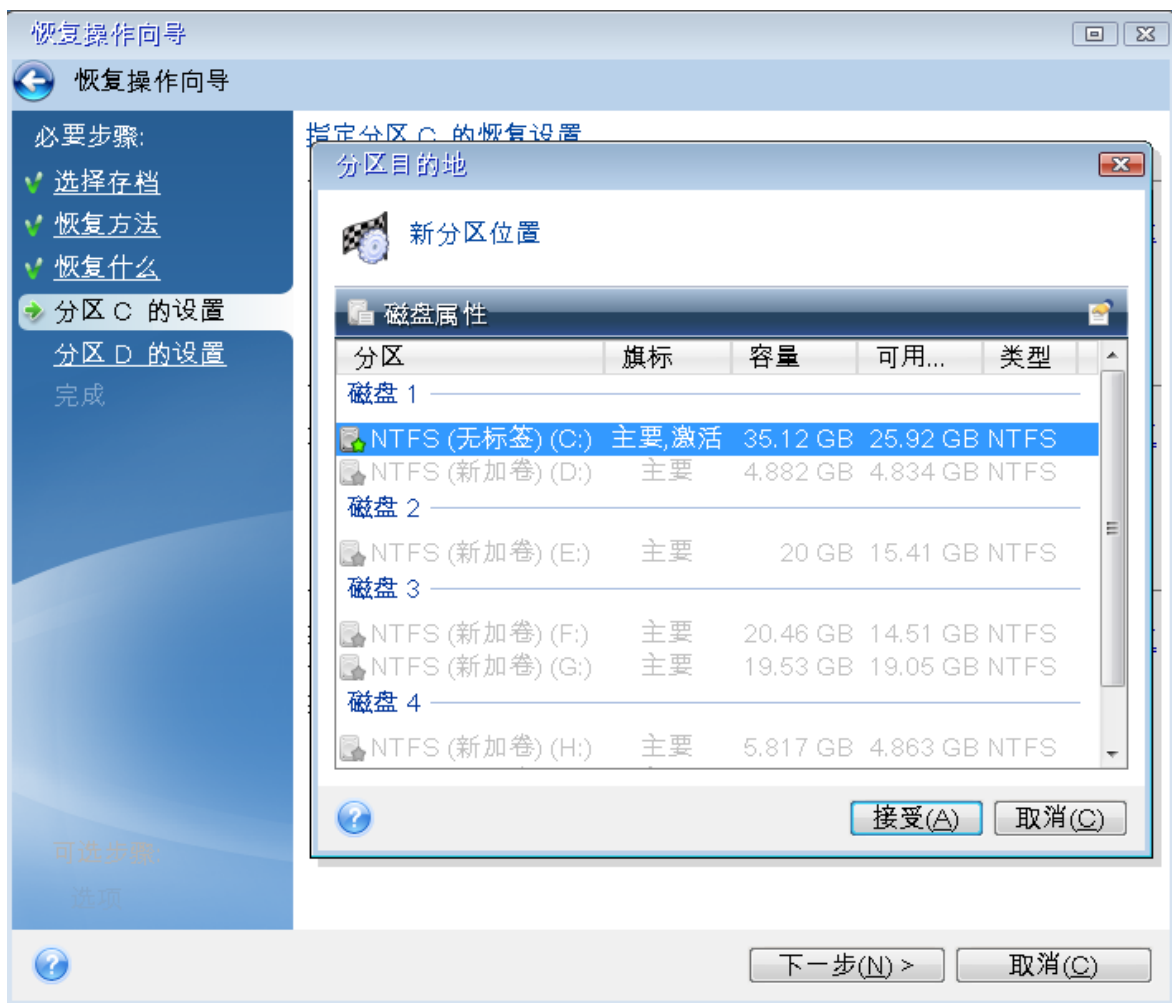 恢复操作向导
恢复操作向导
必要步骤:
选择存档
恢复方法
恢复什么
分区 C 的设置
分区 D 的设置
完成
可选步骤:
选项
指定分区 C 的恢复设置
分区目的地
新分区位置
磁盘属性
分区 旗标 容量 可用... 类型
磁盘 1
NTFS (无标签) (C:) 主要,激活 35.12 GB 25.92 GB NTFS
NTFS (新加卷) (D:) 主要 4.882 GB 4.834 GB NTFS
磁盘 2
NTFS (新加卷) (E:) 主要 20 GB 15.41 GB NTFS
磁盘 3
NTFS (新加卷) (F:) 主要 20.46 GB 14.51 GB NTFS
NTFS (新加卷) (G:) 主要 19.53 GB 19.05 GB NTFS
磁盘 4
NTFS (新加卷) (H:) 主要 5.817 GB 4.863 GB NTFS
接受(A) 取消(C)
下一步(N) > 取消(C)